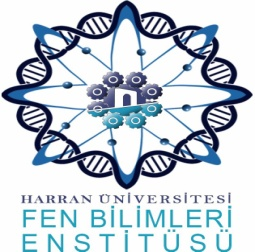 HARRAN ÜNİVERSİTESİ
FEN BİLİMLERİ
ENSTİTÜSÜ